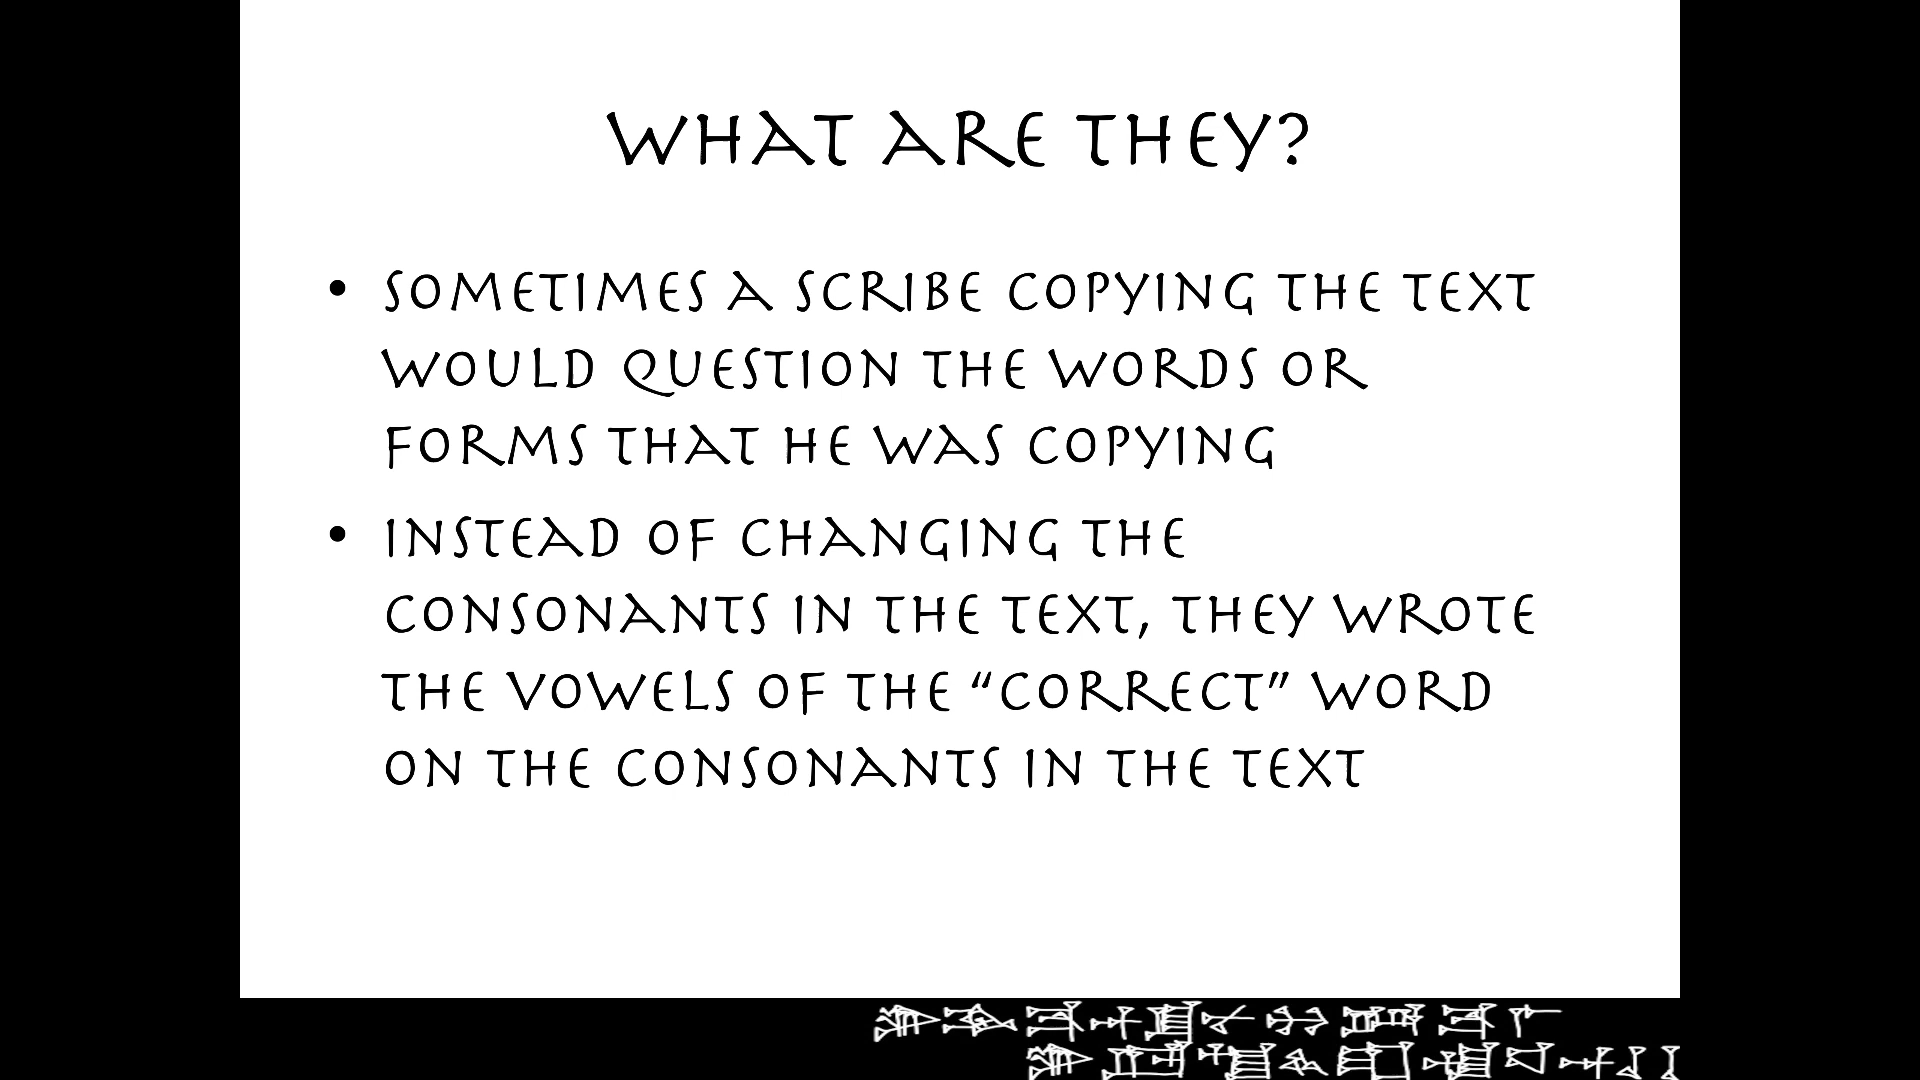 WHAT ARE THEY?
• SOMETIMES A SCRIBE COPYING THE TEXT
WOULD QUESTION THE WORDS OR
FORMS THAT HE WAS COPYING
• INSTEAD OF CHANGING THE
CONSONANTS IN THE TEXT, THEY WROTE
THE VOWELS OF THE “CORRECT” WORD
ON THE CONSONANTS IN THE TEXT